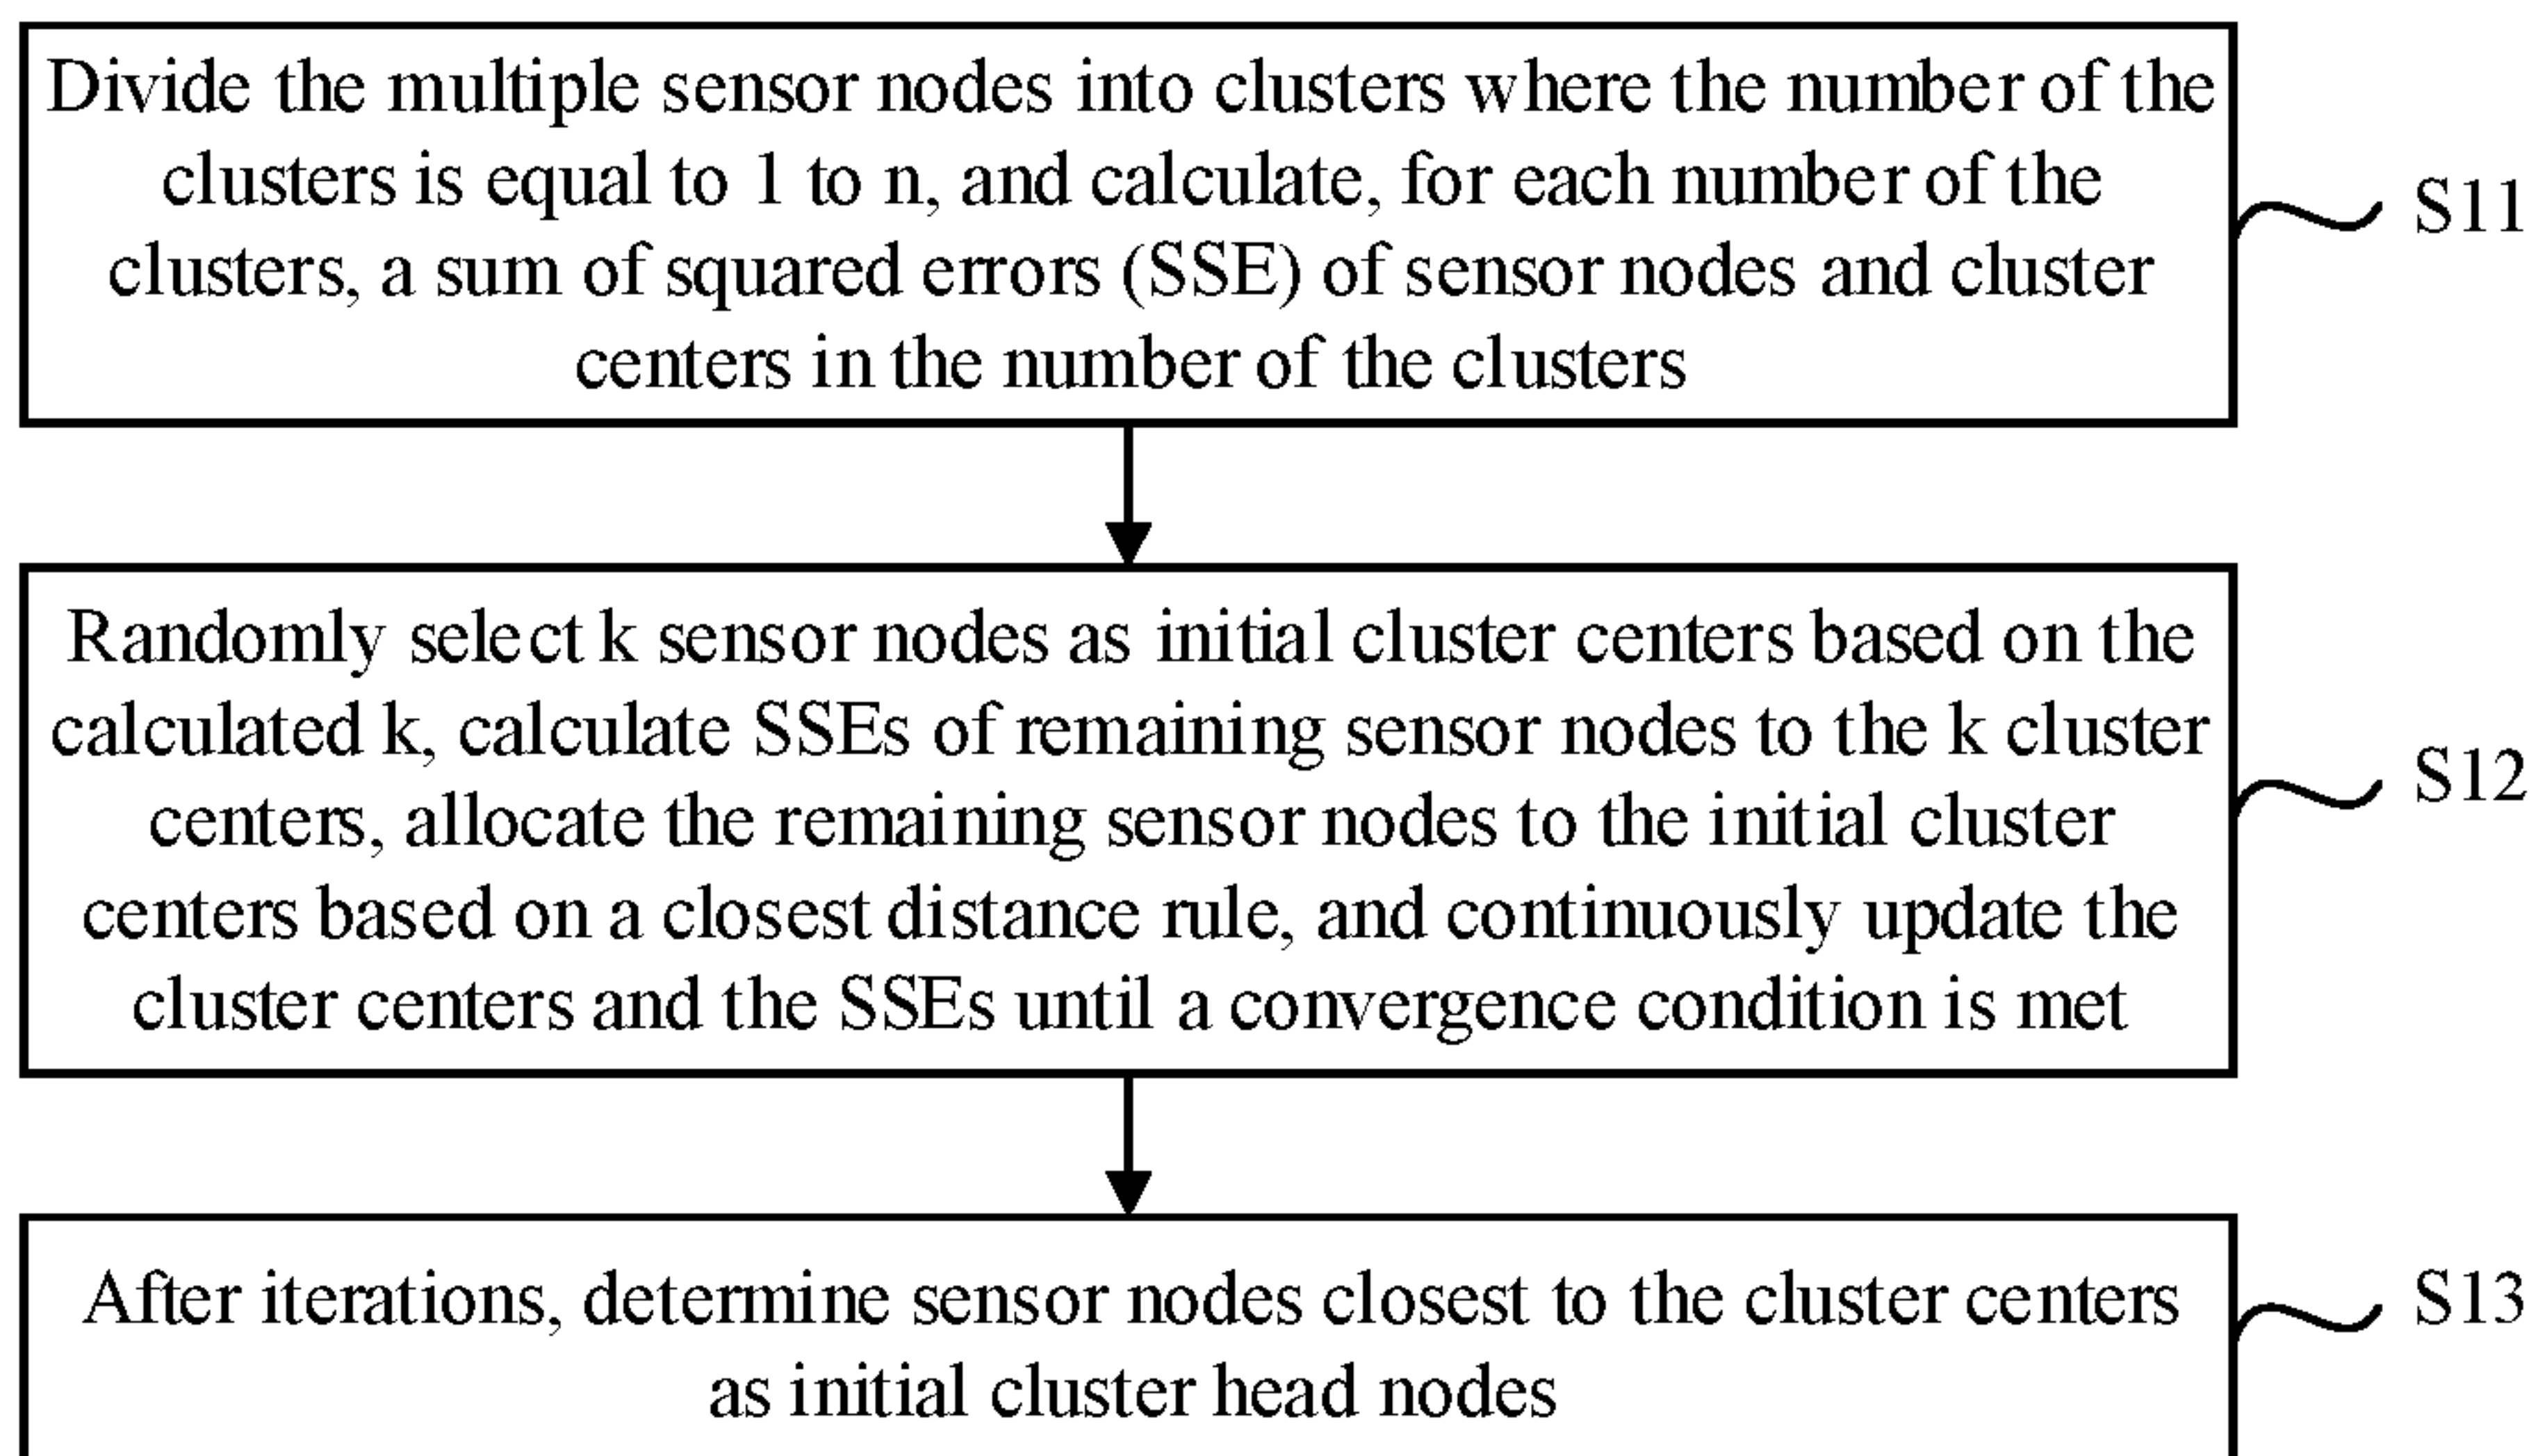 Divide the multiple sensor nodes into clusters where the number of the
clusters is equal to 1 to n, and calculate, for each number of the
clusters, a sum of squared errors (SSE) of sensor nodes and cluster
centers in the number of the clusters
S11
Randomly select k sensor nodes as initial cluster centers based on the
calculated k, calculate SSEs of remaining sensor nodes to the k cluster
centers, allocate the remaining sensor nodes to the initial cluster
centers based on a closest distance rule, and continuously update the
cluster centers and the SSEs until a convergence condition is met
S12
After iterations, determine sensor nodes closest to the cluster centers
as initial cluster head nodes
S13